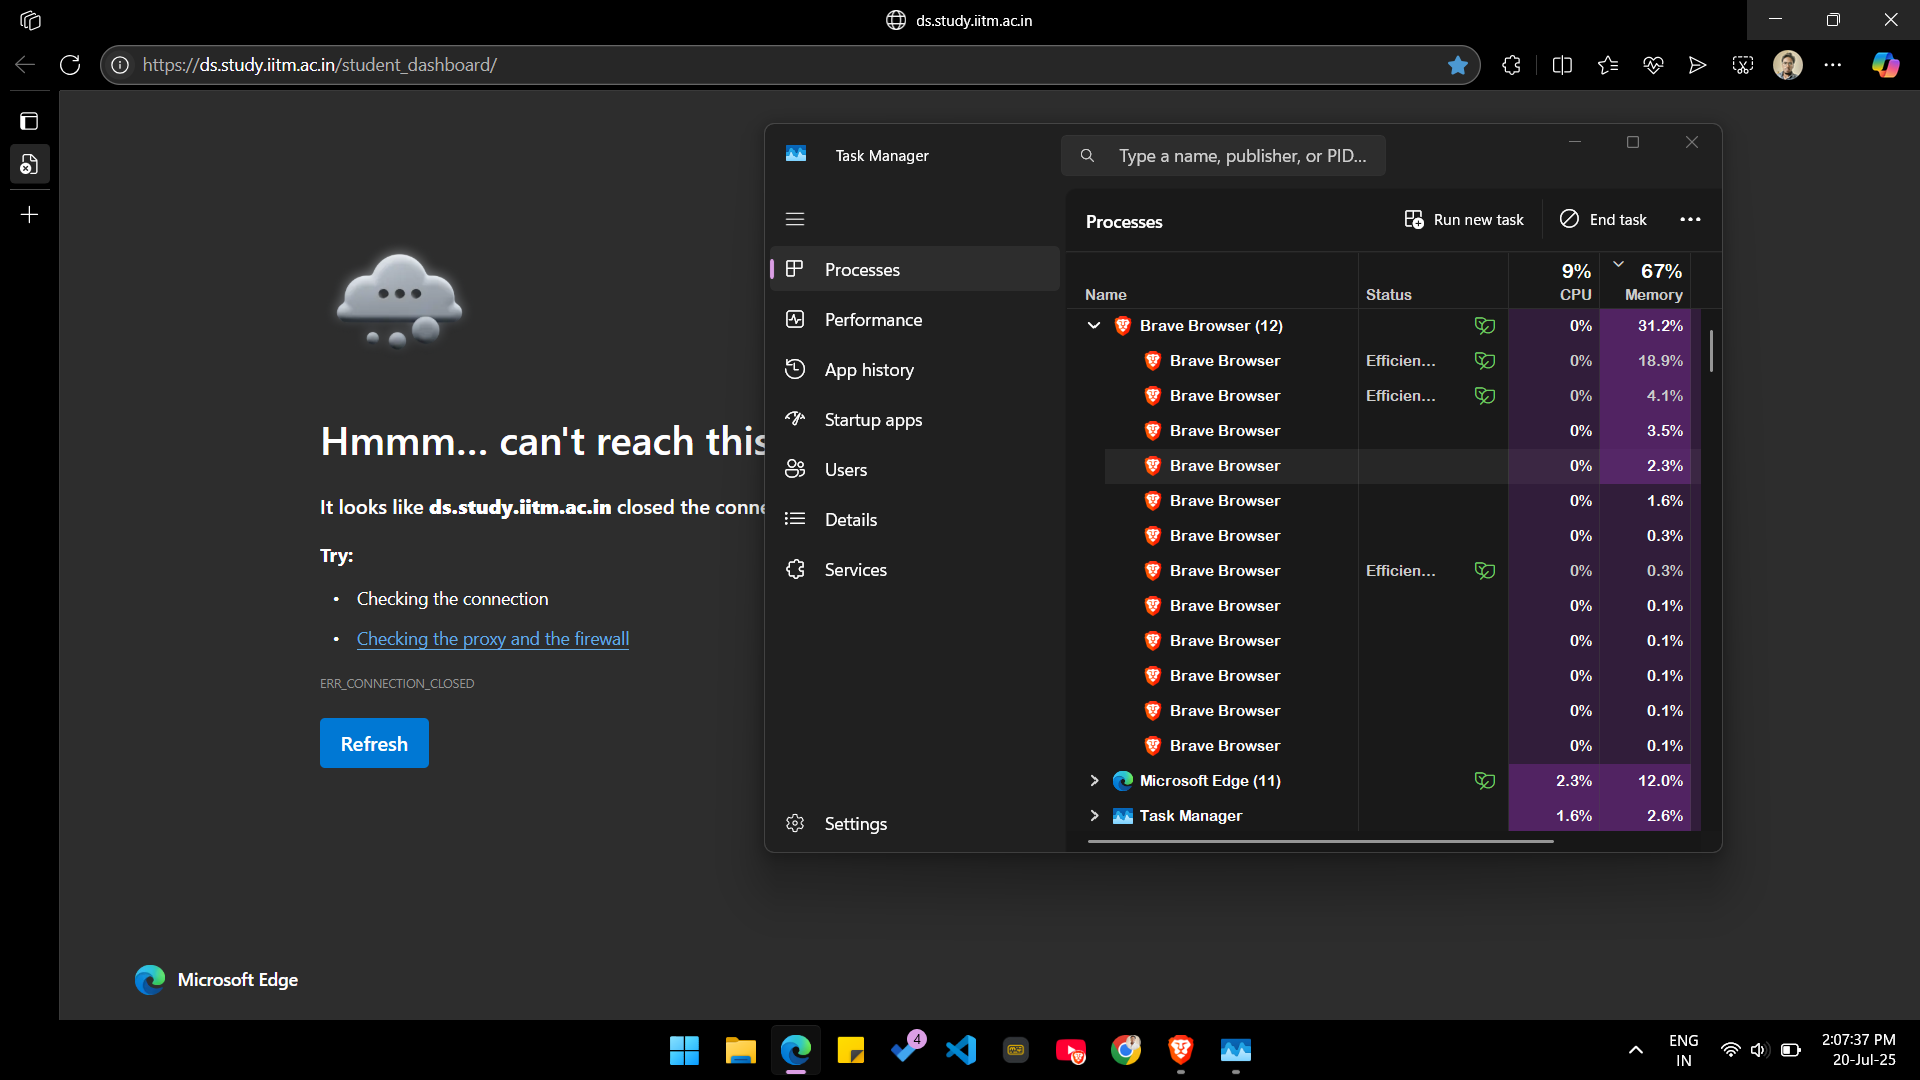 ds.study.iitm.ac.in
https://ds.study.iitm.ac.in/student_dashboard/
Hmmm... can't reach this
It looks like ds.study.iitm.ac.in closed the conne
Try:
• Checking the connection
• Checking the proxy and the firewall
ERR_CONNECTION_CLOSED
Refresh
Microsoft Edge
Task Manager
Type a name, publisher, or PID...
Processes
Performance
App history
Startup apps
Users
Details
Services
Settings
Processes
Run new task
End task
9% 67%
Name Status CPU Memory
Brave Browser (12) 0% 31.2%
Brave Browser Efficien... 0% 18.9%
Brave Browser Efficien... 0% 4.1%
Brave Browser 0% 3.5%
Brave Browser 0% 2.3%
Brave Browser 0% 1.6%
Brave Browser 0% 0.3%
Brave Browser Efficien... 0% 0.3%
Brave Browser 0% 0.1%
Brave Browser 0% 0.1%
Brave Browser 0% 0.1%
Brave Browser 0% 0.1%
Brave Browser 0% 0.1%
Microsoft Edge (11) 2.3% 12.0%
Task Manager 1.6% 2.6%
4
ENG
IN
2:07:37 PM
20-Jul-25